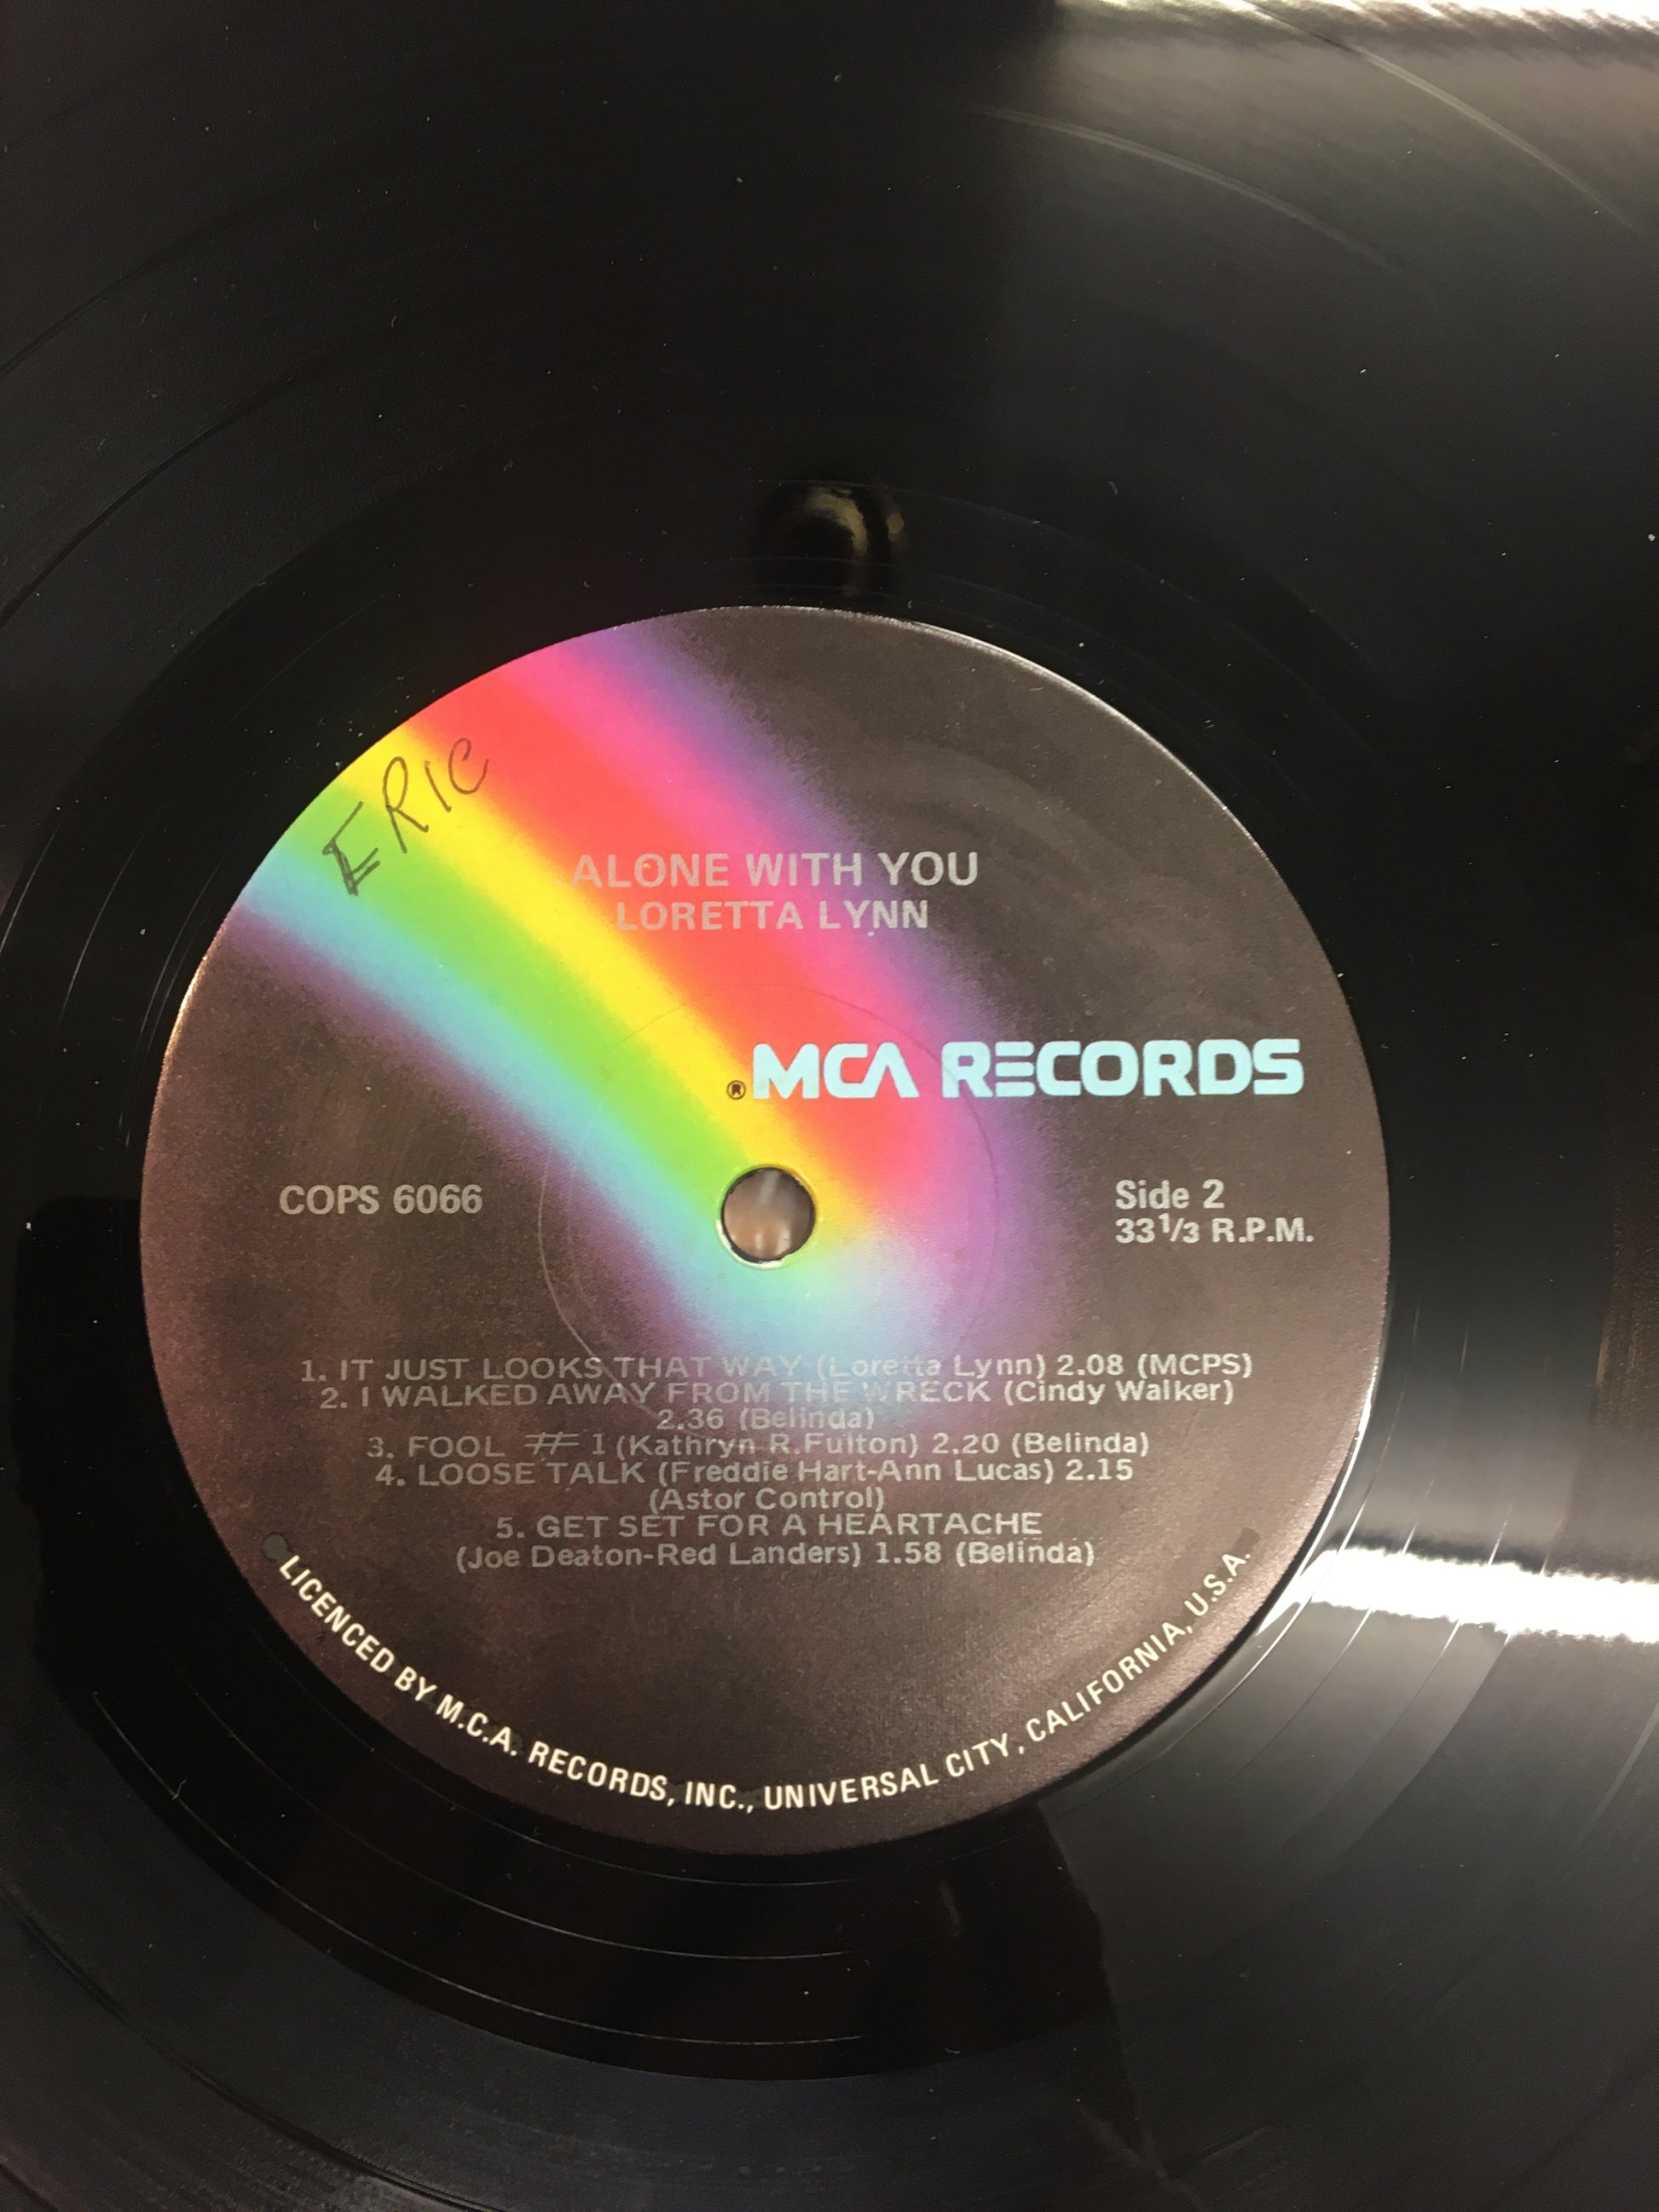 ERIC
ALONE WITH YOU
LORETTA LYNN
® MCA RECORDS
COPS 6066
Side 2
33 1/3 R.P.M.
1. IT JUST LOOKS THAT WAY (Loretta Lynn) 2.08 (MCPS)
2. I WALKED AWAY FROM THE WRECK (Cindy Walker)
2.36 (Belinda)
3. FOOL # 1 (Kathryn R.Fulton) 2.20 (Belinda)
4. LOOSE TALK (Freddie Hart-Ann Lucas) 2.15
(Astor Control)
5. GET SET FOR A HEARTACHE
(Joe Deaton-Red Landers) 1.58 (Belinda)
LICENCED BY M.C.A. RECORDS, INC., UNIVERSAL CITY, CALIFORNIA, U.S.A.